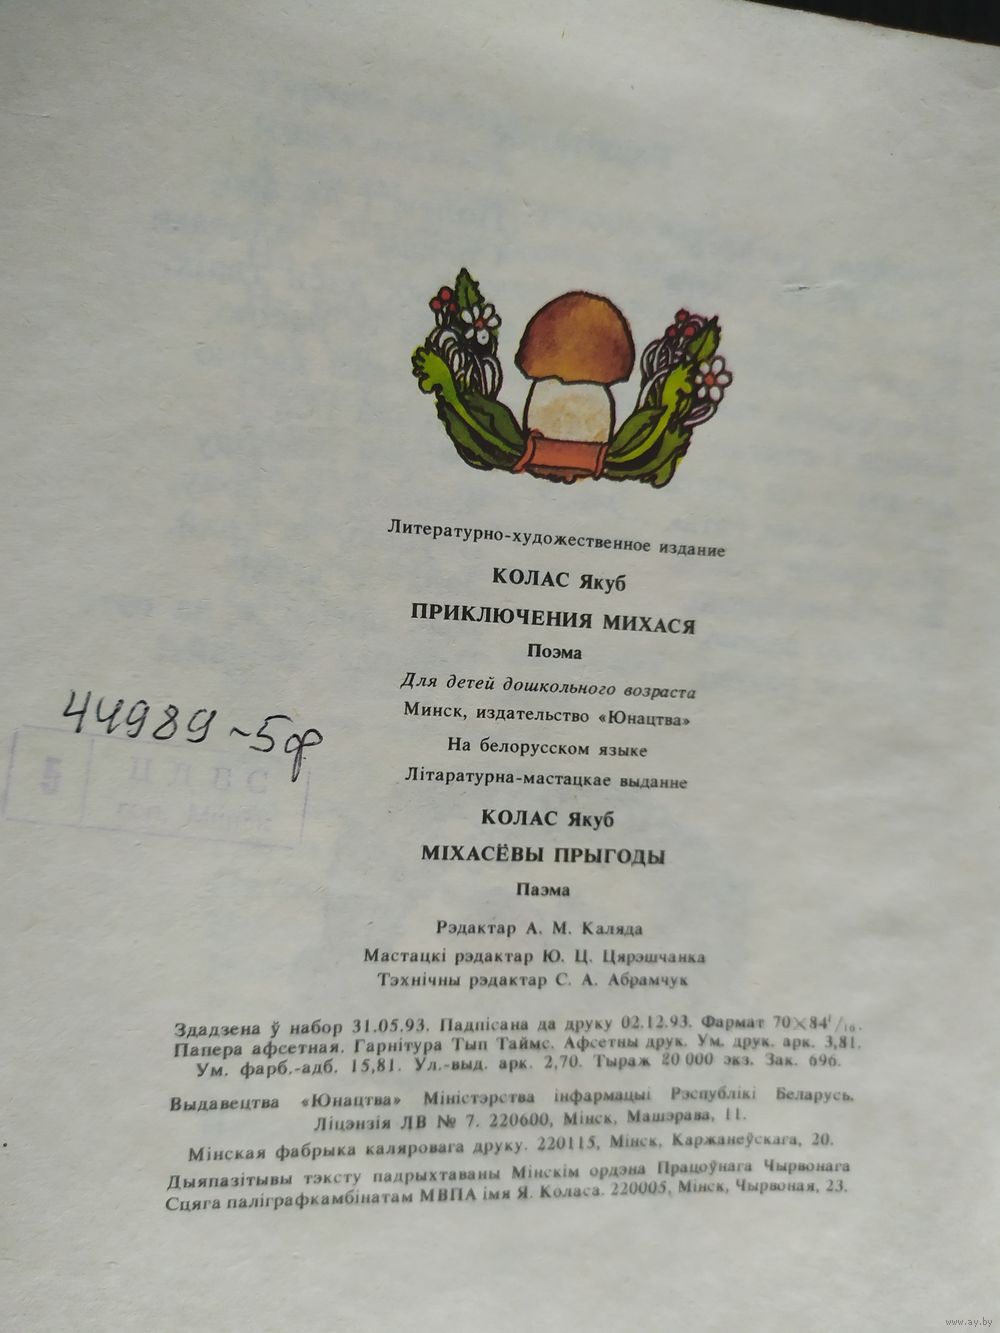 Литературно-художественное издание
КОЛАС Якуб
ПРИКЛЮЧЕНИЯ МИХАСЯ
Поэма
Для детей дошкольного возраста
Минск, издательство «Юнацтва»
На белорусском языке
Літаратурна-мастацкае выданне
КОЛАС Якуб
МІХАСЁВЫ ПРЫГОДЫ
Паэма
Рэдактар А. М. Каляда
Мастацкі рэдактар Ю. Ц. Цярэшчанка
Тэхнічны рэдактар С. А. Абрамчук
44989-5ф
Здадзена ў набор 31.05.93. Падпісана да друку 02.12.93. Фармат 70×84¹/₁₆.
Папера афсетная. Гарнітура Тып Таймс. Афсетны друк. Ум. друк. арк. 3,81.
Ум. фарб.-адб. 15,81. Ул.-выд. арк. 2,70. Тыраж 20 000 экз. Зак. 696.
Выдавецтва «Юнацтва» Міністэрства інфармацыі Рэспублікі Беларусь.
Ліцэнзія ЛВ № 7. 220600, Мінск, Машэрава, 11.
Мінская фабрыка каляровага друку. 220115, Мінск, Каржанеўскага, 20.
Дыяпазітывы тэксту падрыхтаваны Мінскім ордэна Працоўнага Чырвонага
Сцяга паліграфкамбінатам МВПА імя Я. Коласа. 220005, Мінск, Чырвоная, 23.
www.ay.by